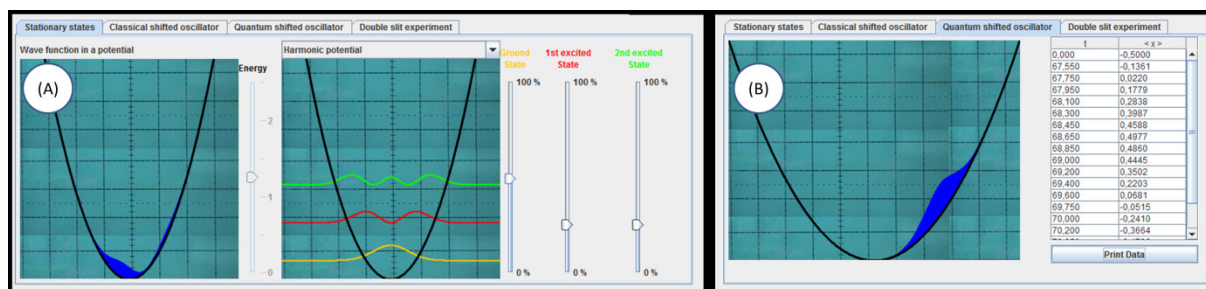 Stationary states Classical shifted oscillator Quantum shifted oscillator Double slit experiment
Wave function in a potential
(A)
Energy
2
1
0
Harmonic potential
Ground State
100 %
0 %
1st excited State
100 %
0 %
2nd excited State
100 %
0 %
Stationary states Classical shifted oscillator Quantum shifted oscillator Double slit experiment
(B)
t < x >
0,000 -0,5000
67,550 -0,1361
67,750 0,0220
67,950 0,1779
68,100 0,2838
68,300 0,3987
68,450 0,4588
68,650 0,4977
68,850 0,4860
69,000 0,4445
69,200 0,3502
69,400 0,2203
69,600 0,0681
69,750 -0,0515
70,000 -0,2410
70,200 -0,3664
Print Data